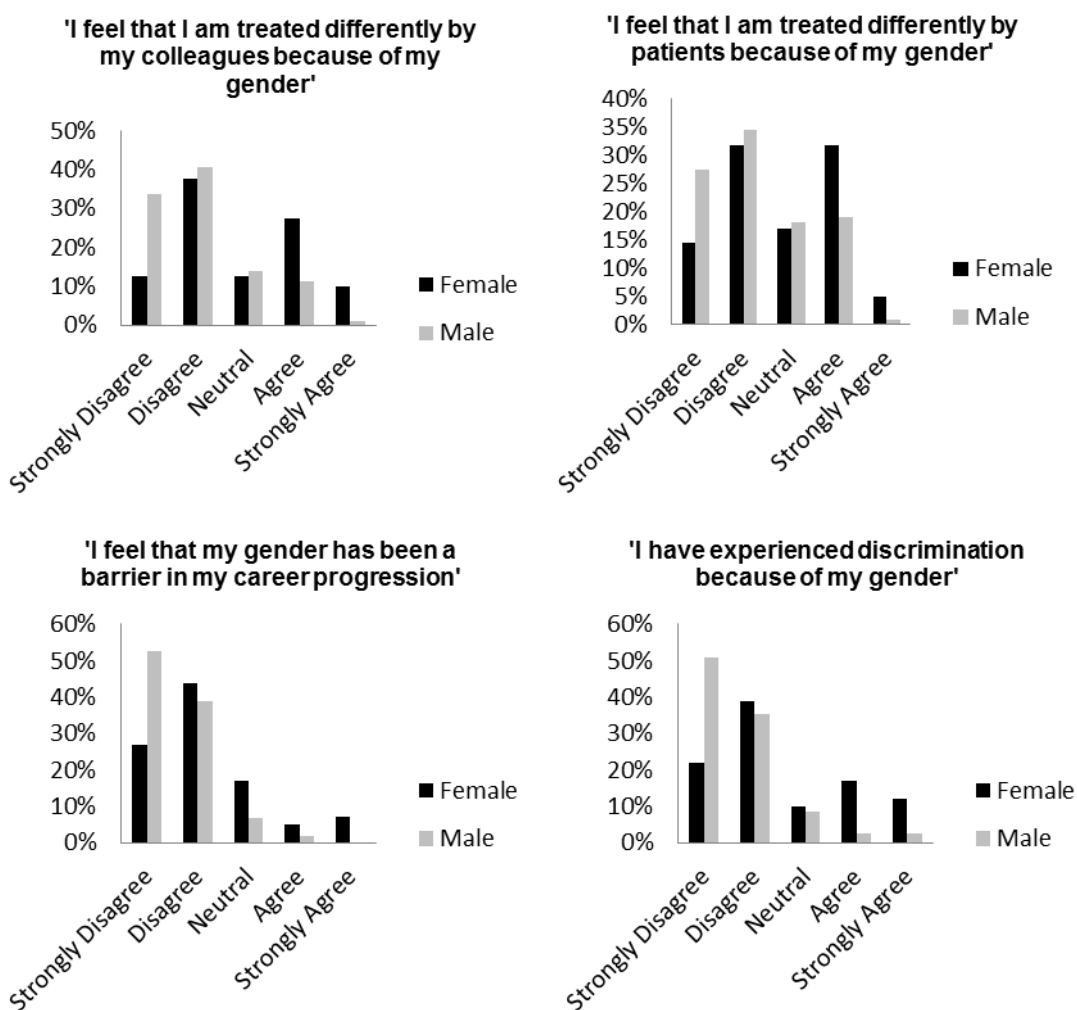 'I feel that I am treated differently by
my colleagues because of my
gender'
50%
40%
30%
20%
10%
0%
Strongly Disagree
Disagree
Neutral
Agree
Strongly Agree
Female
Male
'I feel that I am treated differently by
patients because of my gender'
40%
35%
30%
25%
20%
15%
10%
5%
0%
Strongly Disagree
Disagree
Neutral
Agree
Strongly Agree
Female
Male
'I feel that my gender has been a
barrier in my career progression'
60%
50%
40%
30%
20%
10%
0%
Strongly Disagree
Disagree
Neutral
Agree
Strongly Agree
Female
Male
'I have experienced discrimination
because of my gender'
60%
50%
40%
30%
20%
10%
0%
Strongly Disagree
Disagree
Neutral
Agree
Strongly Agree
Female
Male